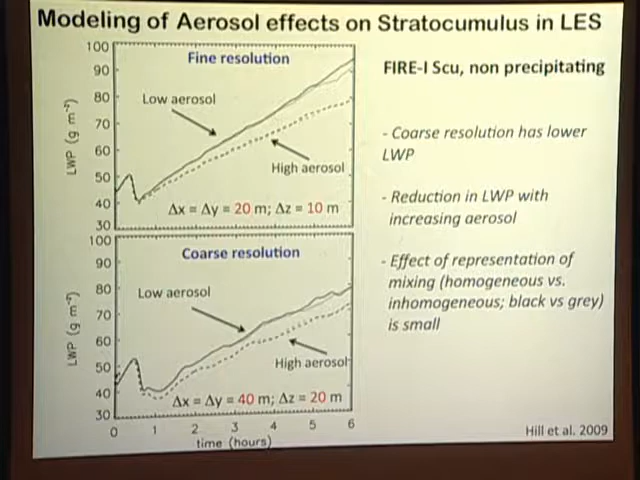 Modeling of Aerosol effects on Stratocumulus in LES
100
90
80
70
60
50
40
30
LWP (g m⁻²)
Fine resolution
Low aerosol
High aerosol
Δx = Δy = 20 m; Δz = 10 m
100
90
80
70
60
50
40
30
LWP (g m⁻²)
Coarse resolution
Low aerosol
High aerosol
Δx = Δy = 40 m; Δz = 20 m
0 1 2 3 4 5 6
time (hours)
FIRE-I Scu, non precipitating
- Coarse resolution has lower
LWP
- Reduction in LWP with
increasing aerosol
- Effect of representation of
mixing (homogeneous vs.
inhomogeneous; black vs grey)
is small
Hill et al. 2009